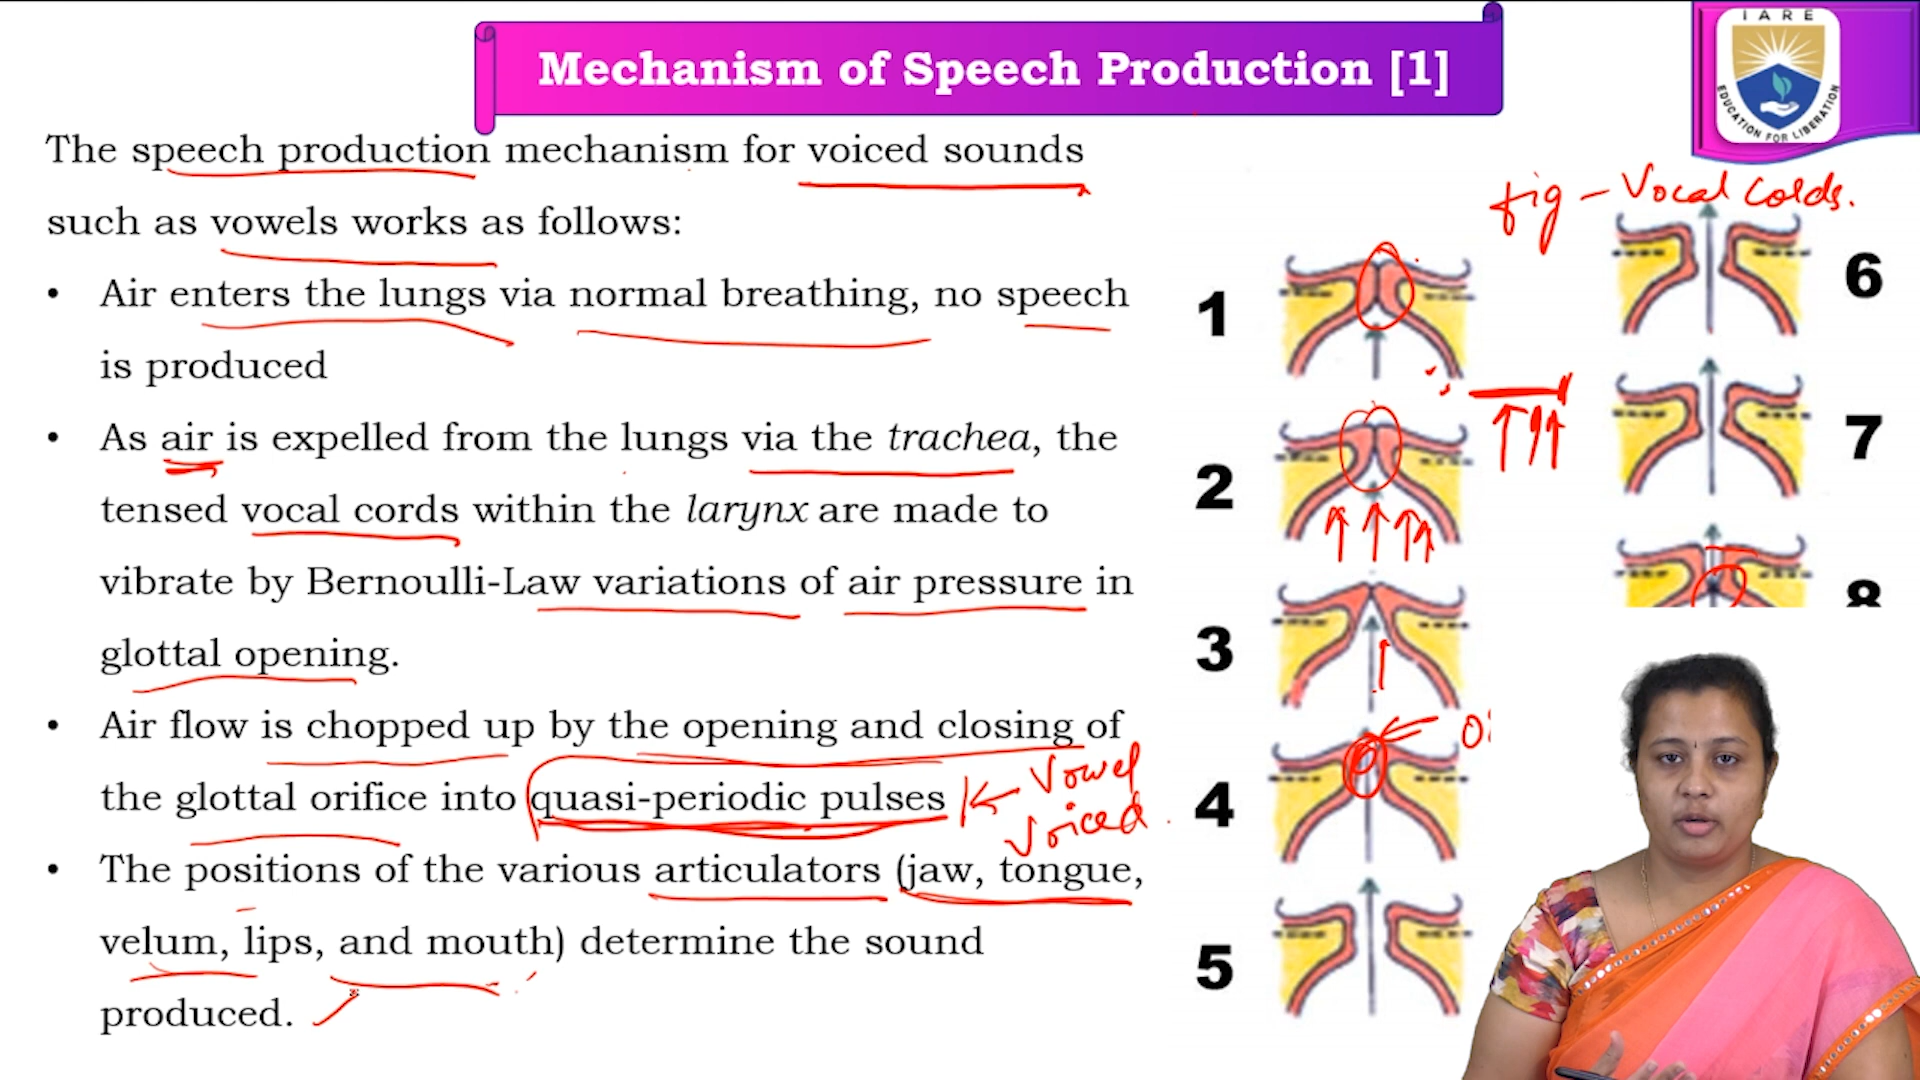 Mechanism of Speech Production [1]
I A R E
EDUCATION FOR LIBERATION
The speech production mechanism for voiced sounds
such as vowels works as follows:
• Air enters the lungs via normal breathing, no speech
is produced
• As air is expelled from the lungs via the trachea, the
tensed vocal cords within the larynx are made to
vibrate by Bernoulli-Law variations of air pressure in
glottal opening.
• Air flow is chopped up by the opening and closing of
the glottal orifice into quasi-periodic pulses
Vowel
Voiced.
• The positions of the various articulators (jaw, tongue,
velum, lips, and mouth) determine the sound
produced.
fig - Vocal Cords.
1
2
3
4
5
6
7
8